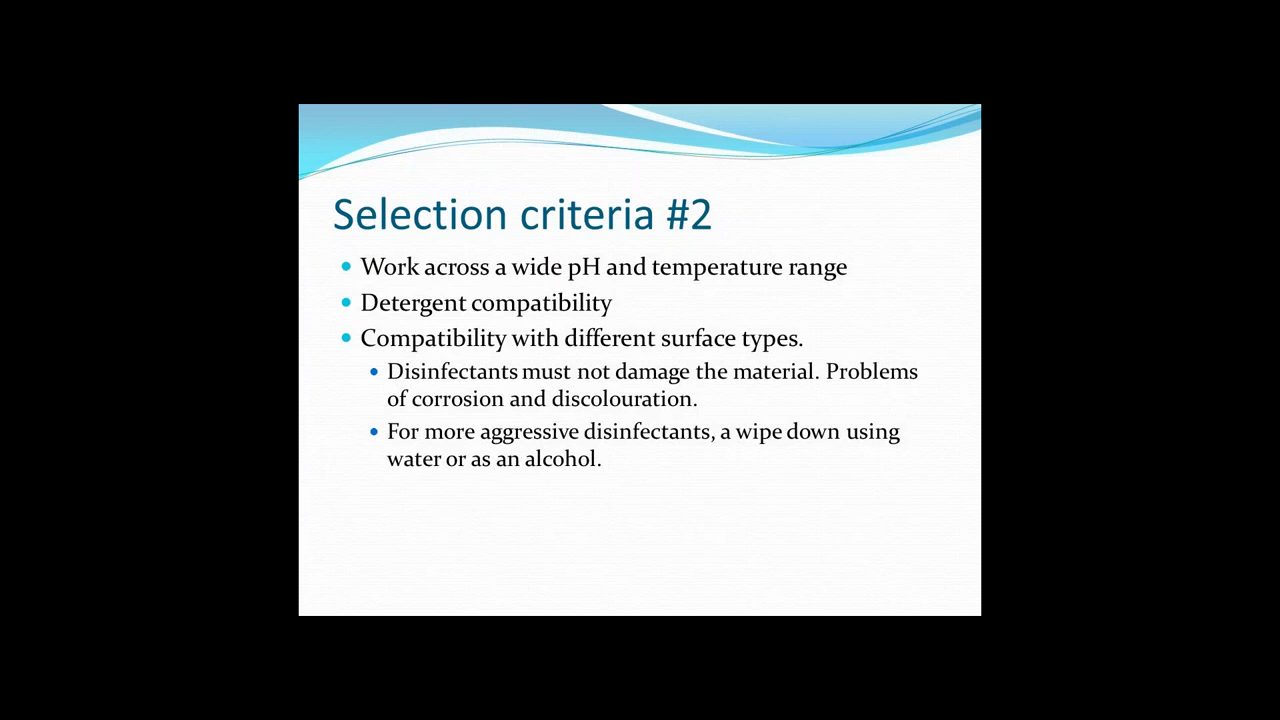 Selection criteria #2
Work across a wide pH and temperature range
Detergent compatibility
Compatibility with different surface types.
Disinfectants must not damage the material. Problems
of corrosion and discolouration.
For more aggressive disinfectants, a wipe down using
water or as an alcohol.